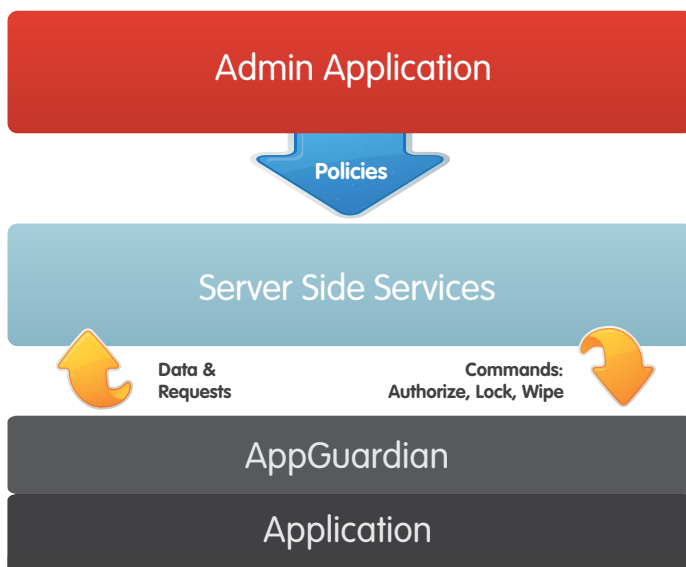 Admin Application
Policies
Server Side Services
Data &
Requests
Commands:
Authorize, Lock, Wipe
AppGuardian
Application